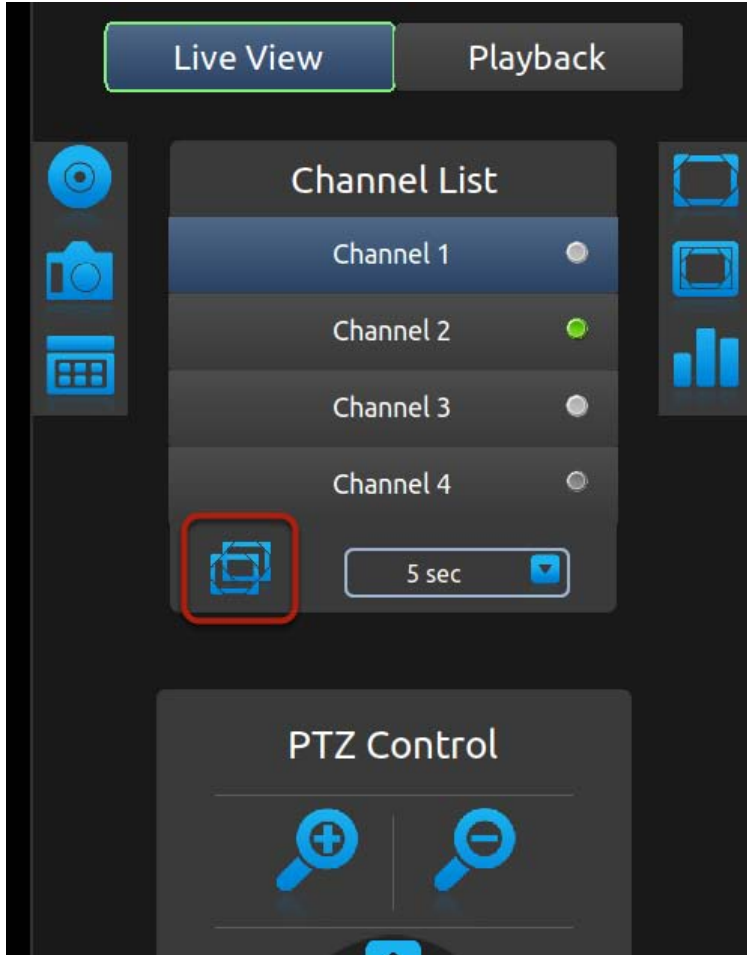 Live View Playback
Channel List
Channel 1
Channel 2
Channel 3
Channel 4
5 sec
PTZ Control